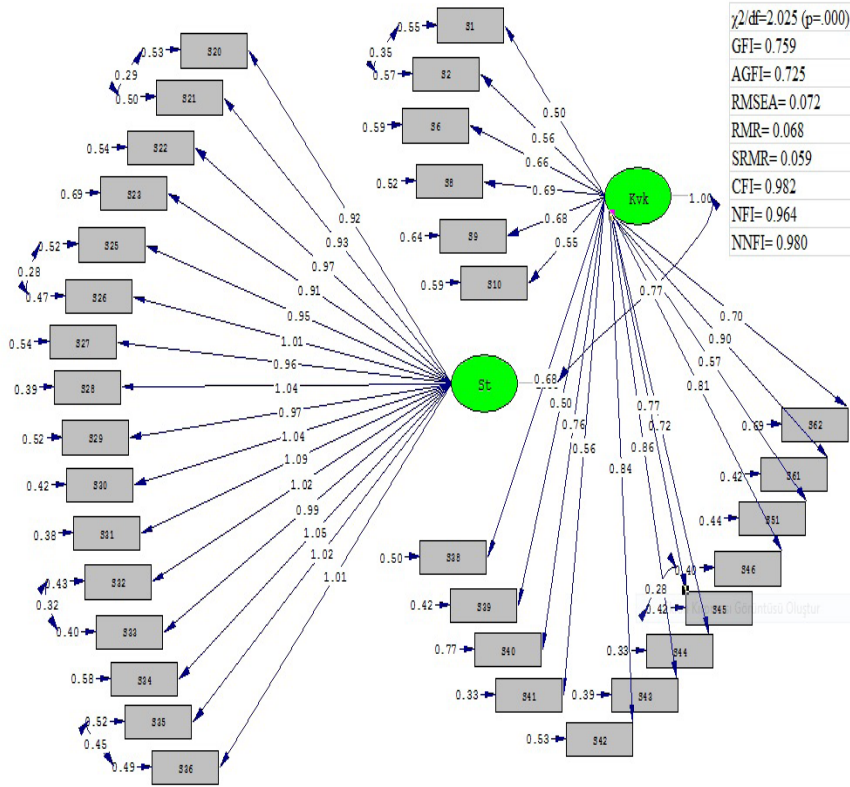 χ2/df=2.025 (p=.000)
GFI= 0.759
AGFI= 0.725
RMSEA= 0.072
RMR= 0.068
SRMR= 0.059
CFI= 0.982
NFI= 0.964
NNFI= 0.980
0.53 S20 0.92
0.29
0.50 S21 0.93
0.54 S22 0.97
0.69 S23 0.91
0.52 S25 0.95
0.28
0.47 S26 1.01
0.54 S27 0.96
0.39 S28 1.04
0.52 S29 0.97
0.42 S30 1.04
0.38 S31 1.09
0.43 S32 1.02
0.32
0.40 S33 0.99
0.58 S34 1.05
0.52 S35 1.02
0.45
0.49 S36 1.01
St
0.55 S1 0.50
0.35
0.57 S2 0.56
0.59 S6 0.66
0.52 S8 0.69
0.64 S9 0.68
0.59 S10 0.55
Kvk 1.00
0.77
0.50 S38 0.68
0.42 S39 0.50
0.77 S40 0.76
0.33 S41 0.56
0.53 S42 0.84
0.39 S43 0.86
0.33 S44 0.72
0.42 S45 0.77
0.28
0.40 S46 0.81
0.44 S51 0.57
0.42 S61 0.90
0.69 S62 0.70
Görüntüsü Oluştur